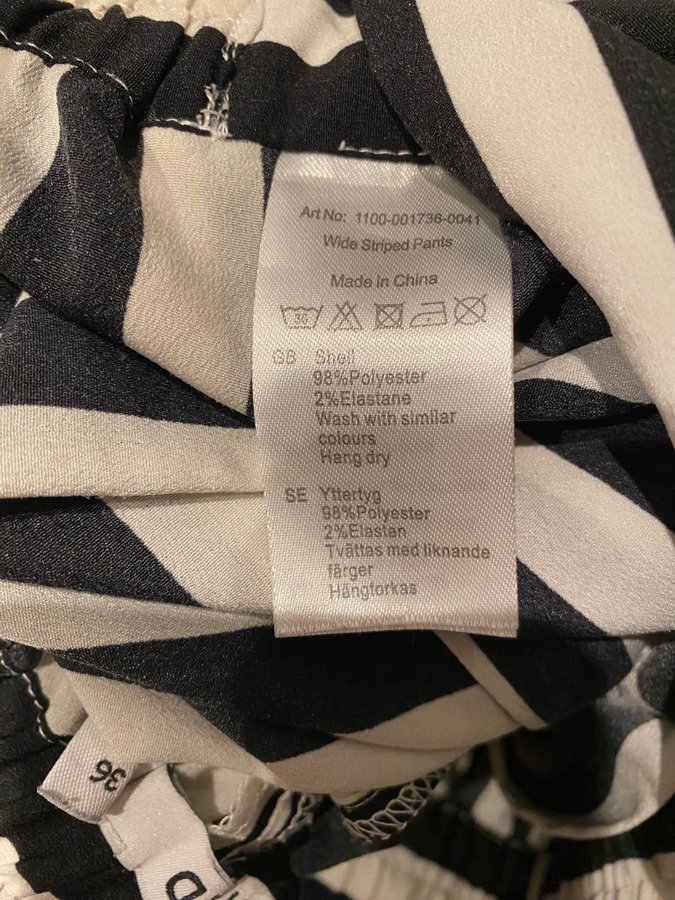 Art No: 1100-001736-0041
Wide Striped Pants
Made in China
30
GB Shell
98%Polyester
2%Elastane
Wash with similar
colours
Hang dry
SE Yttertyg
98%Polyester
2%Elastan
Tvättas med liknande
färger
Hängtorkas
36
D